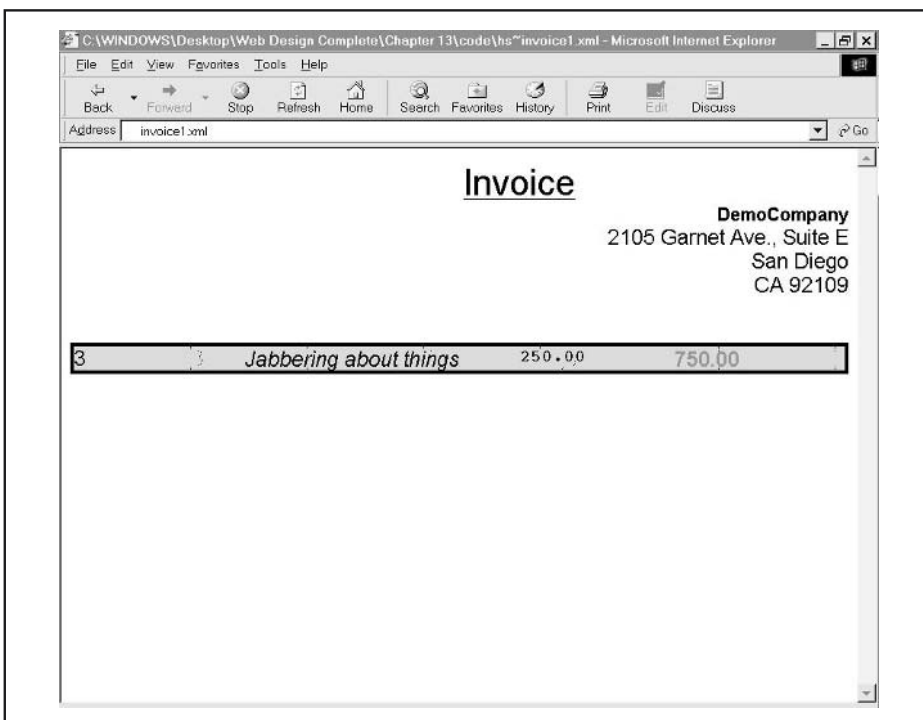 C:\WINDOWS\Desktop\Web Design Complete\Chapter 13\code\hs~invoice1.xml - Microsoft Internet Explorer
File Edit View Favorites Tools Help
Back Forward Stop Refresh Home Search Favorites History Print Edit Discuss
Address invoice1.xml Go
Invoice
DemoCompany
2105 Garnet Ave., Suite E
San Diego
CA 92109
3 Jabbering about things 250.00 750.00